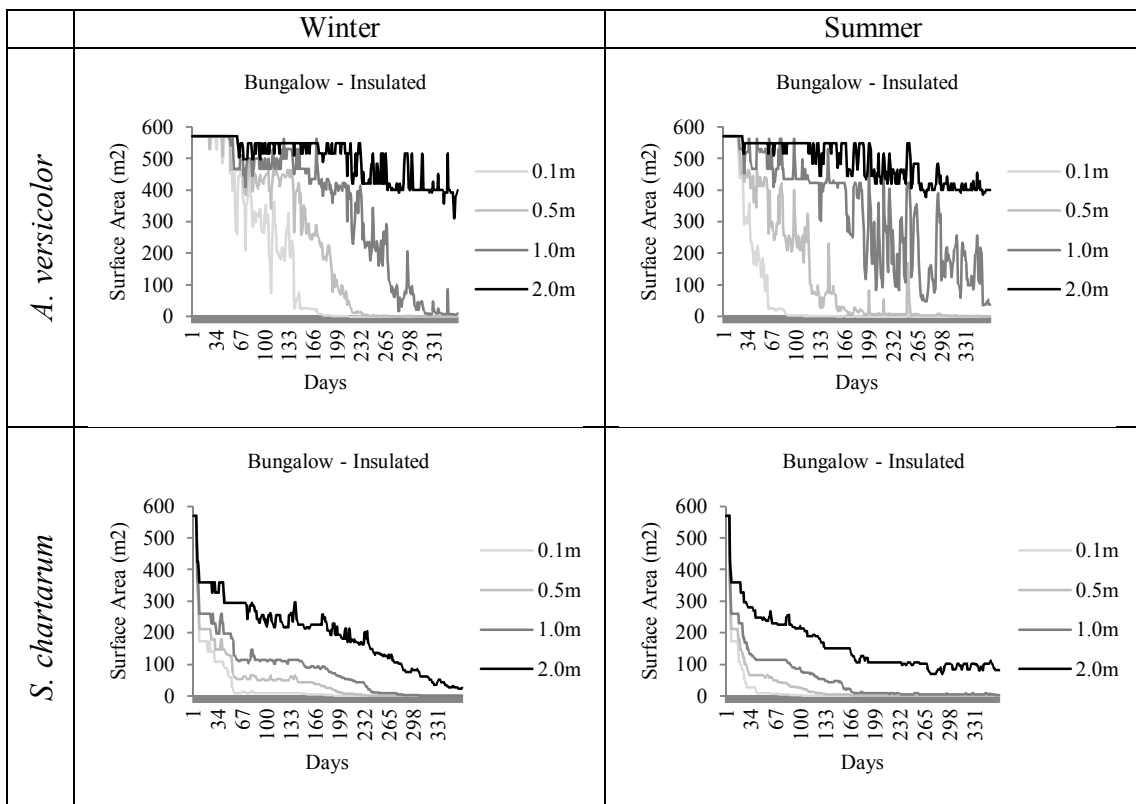 Winter
Summer
A. versicolor
Bungalow - Insulated
Surface Area (m2)
600
500
400
300
200
100
0
1
34
67
100
133
166
199
232
265
298
331
Days
0.1m
0.5m
1.0m
2.0m
Bungalow - Insulated
Surface Area (m2)
600
500
400
300
200
100
0
1
34
67
100
133
166
199
232
265
298
331
Days
0.1m
0.5m
1.0m
2.0m
S. chartarum
Bungalow - Insulated
Surface Area (m2)
600
500
400
300
200
100
0
1
34
67
100
133
166
199
232
265
298
331
Days
0.1m
0.5m
1.0m
2.0m
Bungalow - Insulated
Surface Area (m2)
600
500
400
300
200
100
0
1
34
67
100
133
166
199
232
265
298
331
Days
0.1m
0.5m
1.0m
2.0m